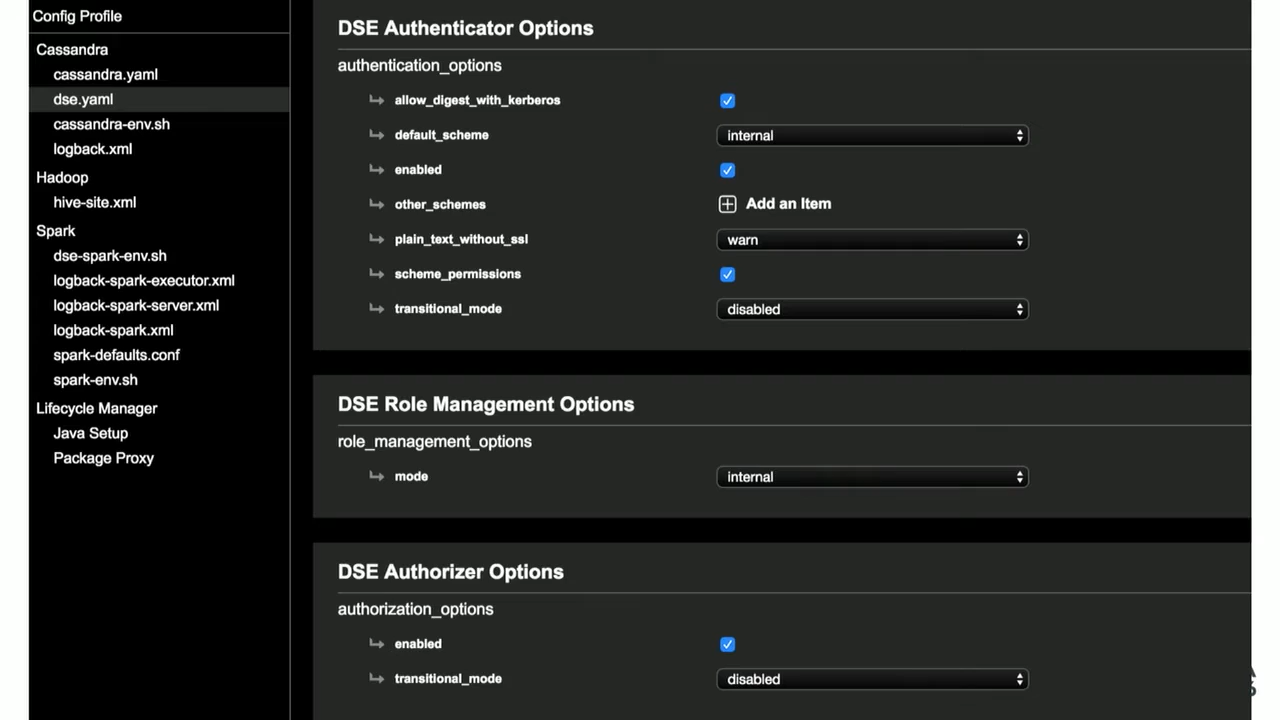 Config Profile
Cassandra
cassandra.yaml
dse.yaml
cassandra-env.sh
logback.xml
Hadoop
hive-site.xml
Spark
dse-spark-env.sh
logback-spark-executor.xml
logback-spark-server.xml
logback-spark.xml
spark-defaults.conf
spark-env.sh
Lifecycle Manager
Java Setup
Package Proxy
DSE Authenticator Options
authentication_options
allow_digest_with_kerberos
default_scheme internal
enabled
other_schemes Add an Item
plain_text_without_ssl warn
scheme_permissions
transitional_mode disabled
DSE Role Management Options
role_management_options
mode internal
DSE Authorizer Options
authorization_options
enabled
transitional_mode disabled